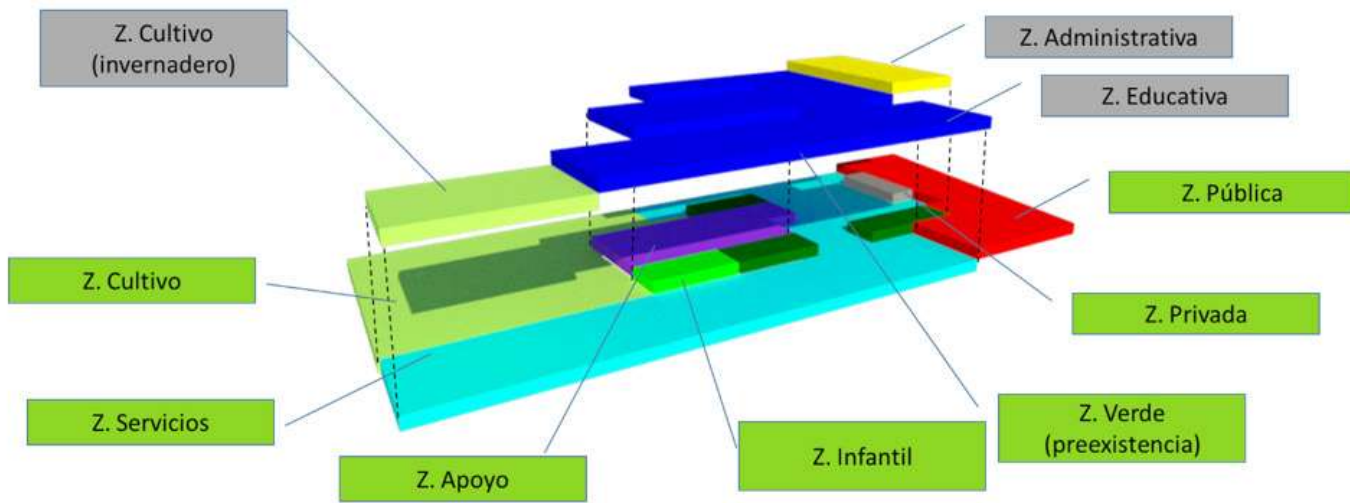 Z. Cultivo
(invernadero)
Z. Administrativa
Z. Educativa
Z. Pública
Z. Cultivo
Z. Privada
Z. Servicios
Z. Verde
(preexistencia)
Z. Infantil
Z. Apoyo